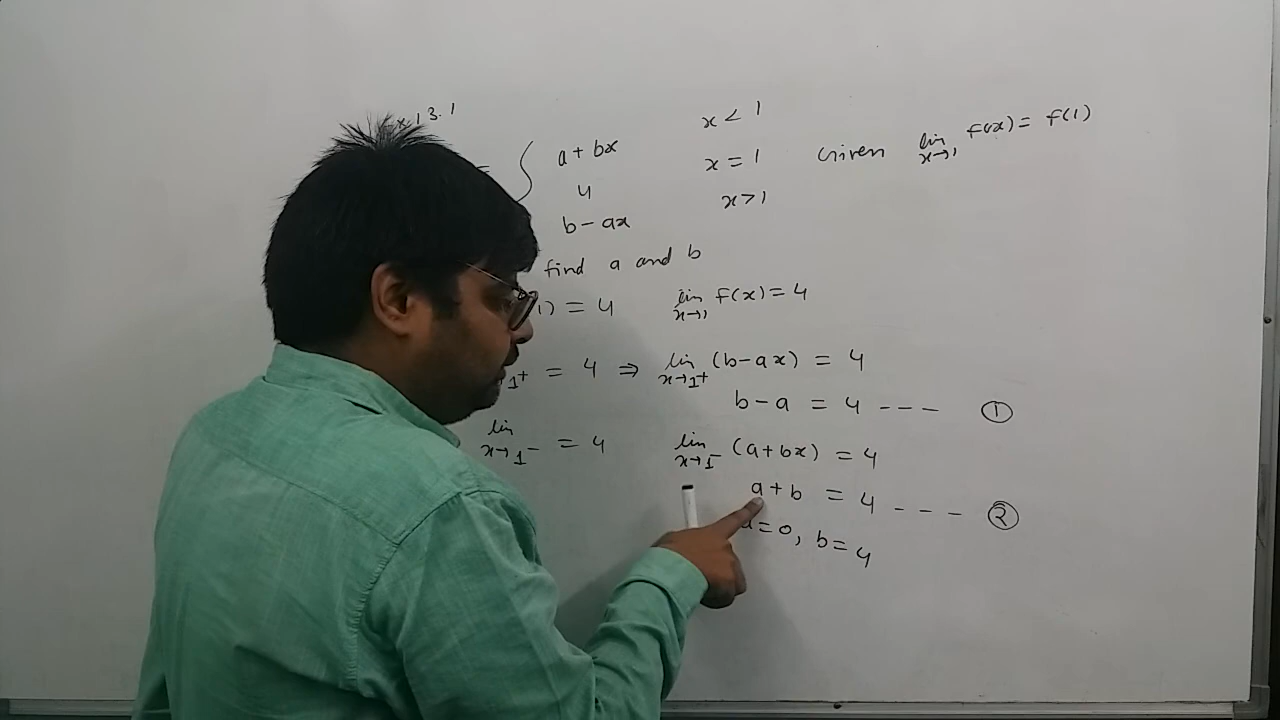 x 13.1
= { a + bx x < 1
4 x = 1 Given lim x→1 f(x) = f(1)
b - ax x > 1
find a and b
1) = 4 lim x→1 f(x) = 4
1⁺ = 4 ⇒ lim x→1⁺ (b - ax) = 4
b - a = 4 --- ①
lim x→1⁻ = 4 lim x→1⁻ (a + bx) = 4
a + b = 4 --- ②
a = 0, b = 4